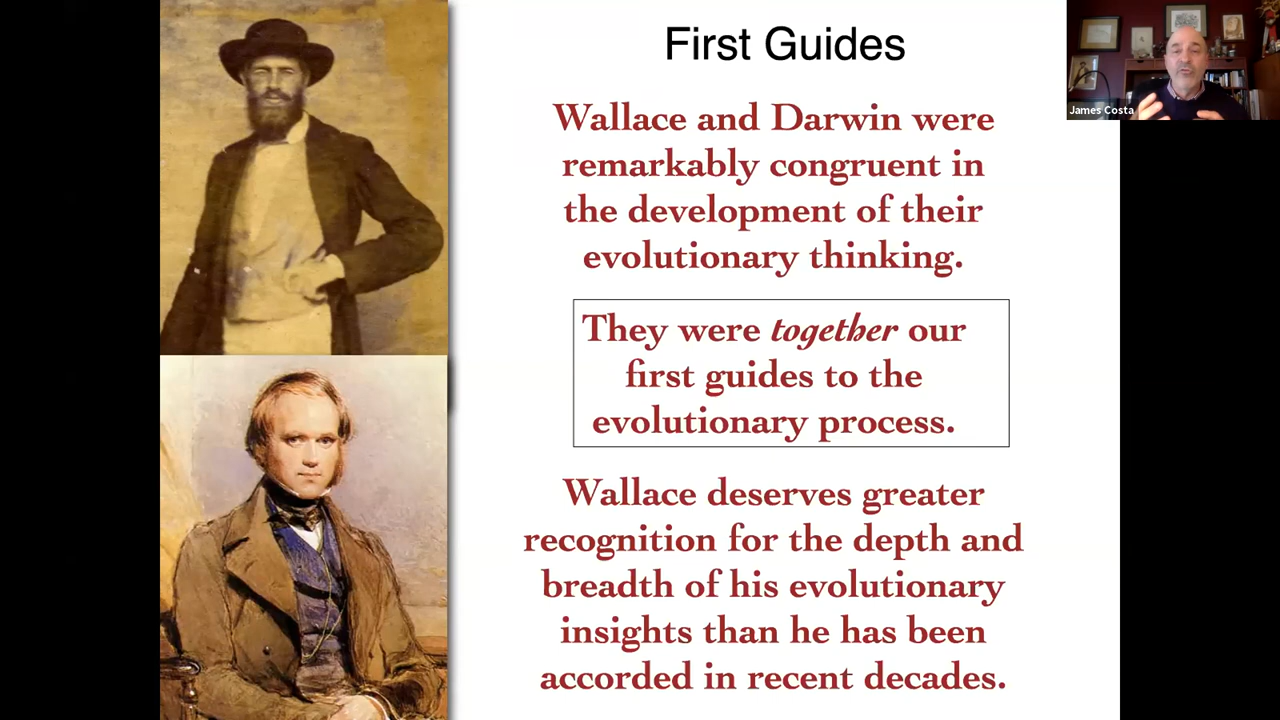 First Guides
James Costa
Wallace and Darwin were
remarkably congruent in
the development of their
evolutionary thinking.
They were together our
first guides to the
evolutionary process.
Wallace deserves greater
recognition for the depth and
breadth of his evolutionary
insights than he has been
accorded in recent decades.